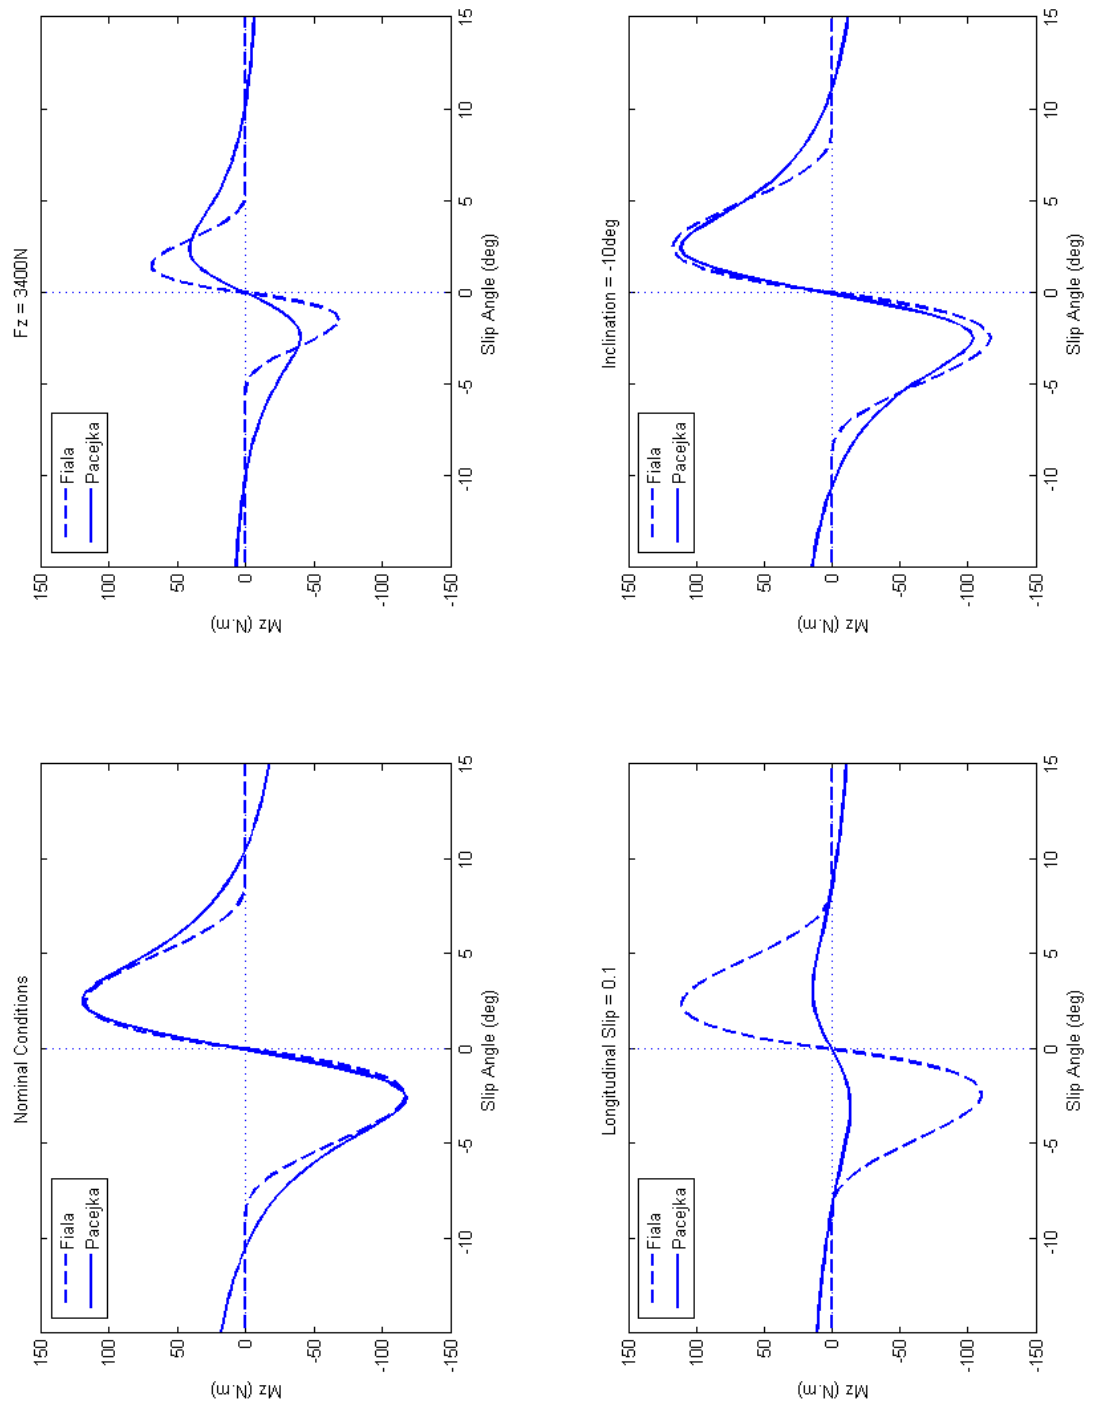 Fz = 3400N
150
100
50
0
-50
-100
-150
Mz (N.m)
-10
-5
0
5
10
15
Slip Angle (deg)
Fiala
Pacejka
Inclination = -10deg
150
100
50
0
-50
-100
-150
Mz (N.m)
-10
-5
0
5
10
15
Slip Angle (deg)
Fiala
Pacejka
Nominal Conditions
150
100
50
0
-50
-100
-150
Mz (N.m)
-10
-5
0
5
10
15
Slip Angle (deg)
Fiala
Pacejka
Longitudinal Slip = 0.1
150
100
50
0
-50
-100
-150
Mz (N.m)
-10
-5
0
5
10
15
Slip Angle (deg)
Fiala
Pacejka